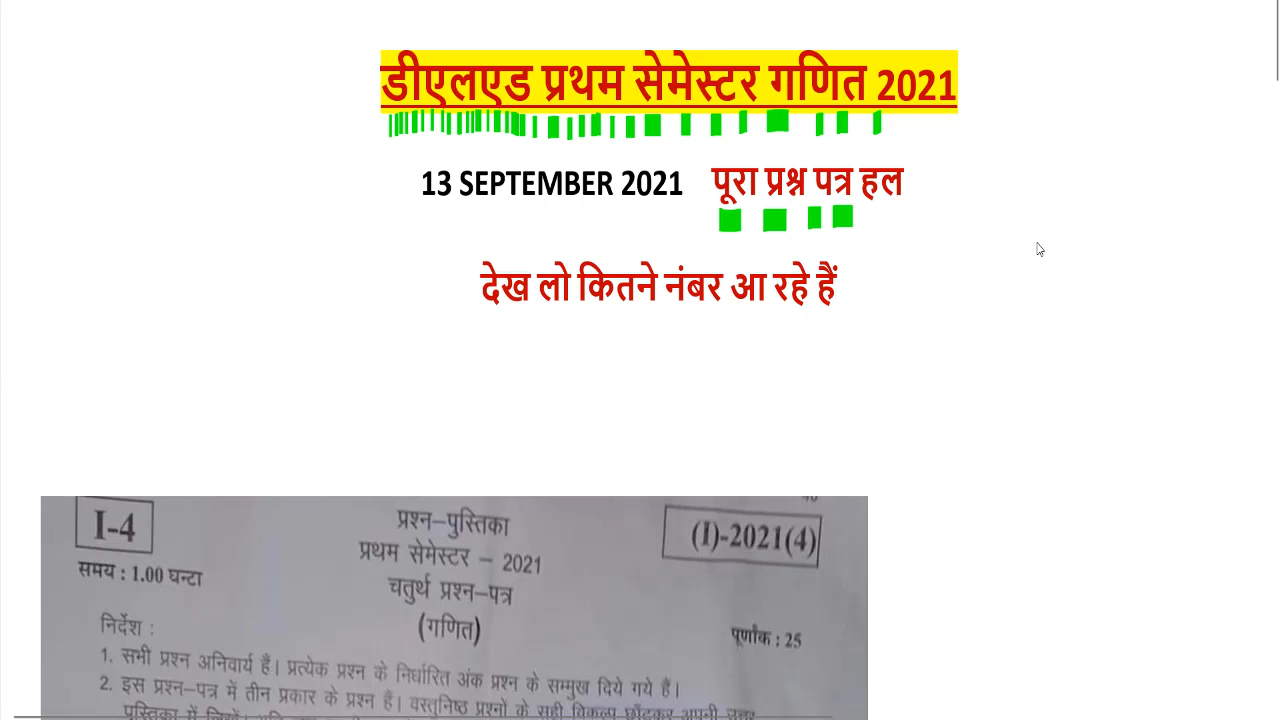 डीएलएड प्रथम सेमेस्टर गणित 2021
13 SEPTEMBER 2021 पूरा प्रश्न पत्र हल
देख लो कितने नंबर आ रहे हैं
I-4
प्रश्न-पुस्तिका
(I)-2021(4)
प्रथम सेमेस्टर - 2021
समय : 1.00 घन्टा
चतुर्थ प्रश्न-पत्र
(गणित)
निर्देश :
पूर्णांक : 25
1. सभी प्रश्न अनिवार्य हैं। प्रत्येक प्रश्न के निर्धारित अंक प्रश्न के सम्मुख दिये गये हैं।
2. इस प्रश्न-पत्र में तीन प्रकार के प्रश्न हैं। वस्तुनिष्ठ प्रश्नों के सही विकल्प छाँटकर अपनी उत्तर
पुस्तिका में लिखें।